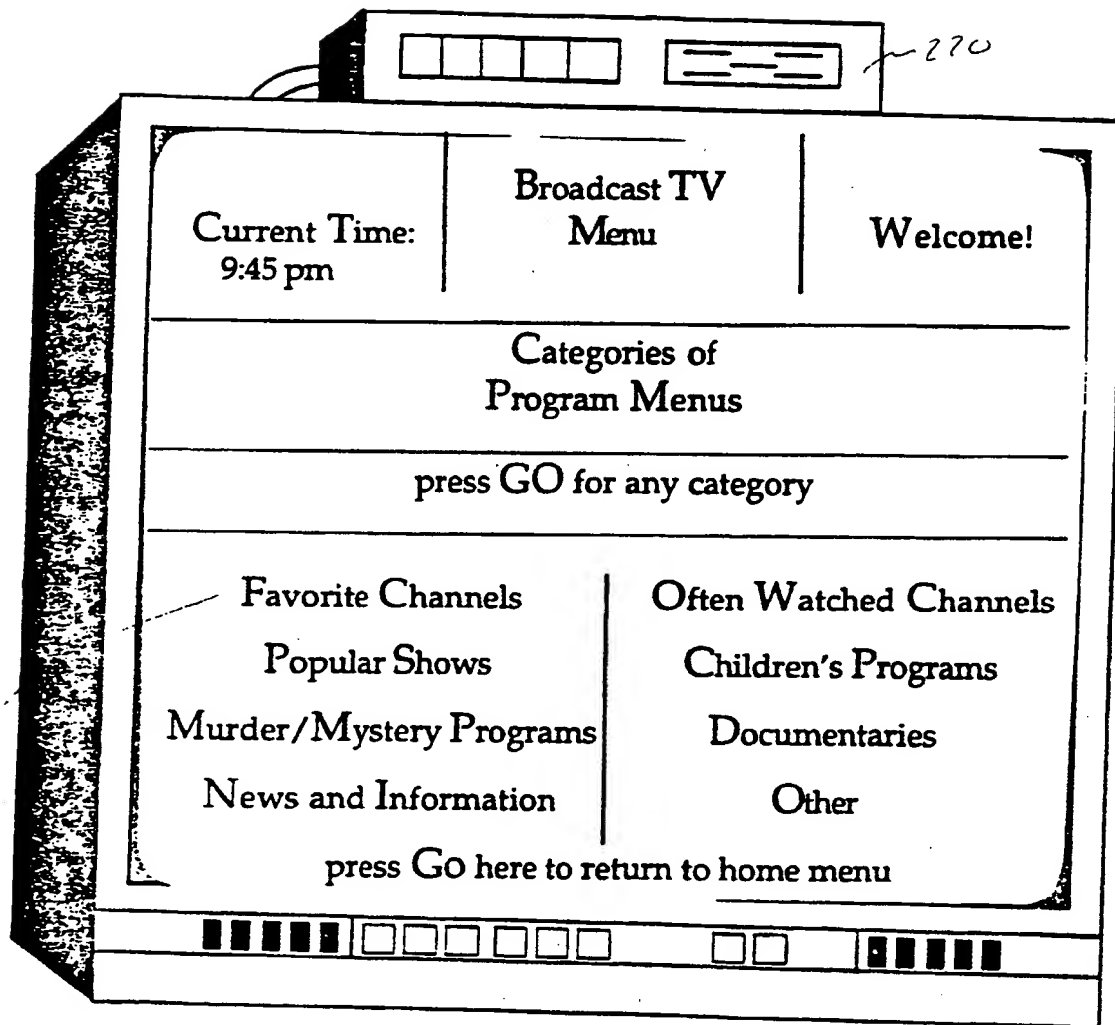 220
Broadcast TV
Menu
Current Time:
9:45 pm
Welcome!
Categories of
Program Menus
press GO for any category
Favorite Channels
Often Watched Channels
Popular Shows
Children's Programs
Murder/Mystery Programs
Documentaries
News and Information
Other
press Go here to return to home menu